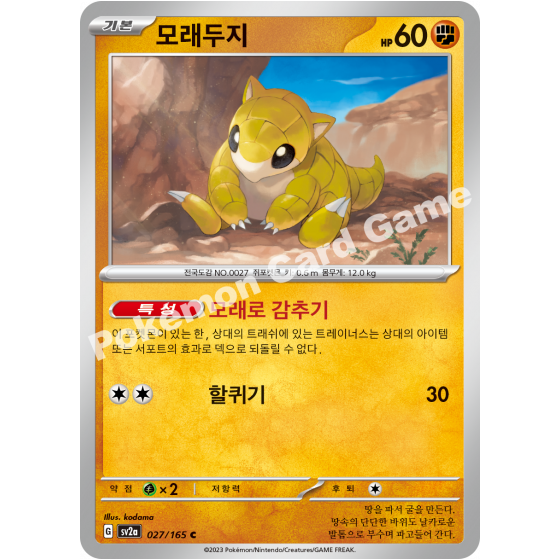 기본 모래두지 HP 60
전국도감 NO.0027 쥐포켓몬 키 0.6 m 몸무게: 12.0 kg
특성 모래로 감추기
이 포켓몬이 있는 한, 상대의 트래쉬에 있는 트레이너스는 상대의 아이템
또는 서포트의 효과로 덱으로 되돌릴 수 없다.
할퀴기 30
약점 ×2 저항력 후퇴
Illus. kodama
G sv2a 027/165 C
땅을 파서 굴을 만든다.
방속의 단단한 바위도 날카로운
발톱으로 부수며 파고들어 간다.
©2023 Pokémon/Nintendo/Creatures/GAME FREAK.
Pokémon Card Game